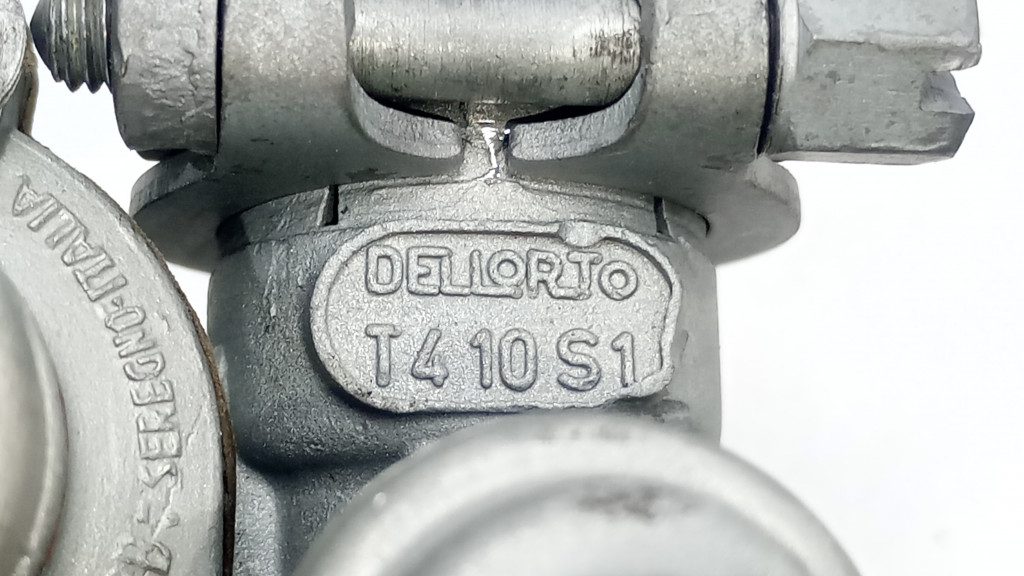 DELLORTO
T4 10 S1
SEREGNO-ITALIA